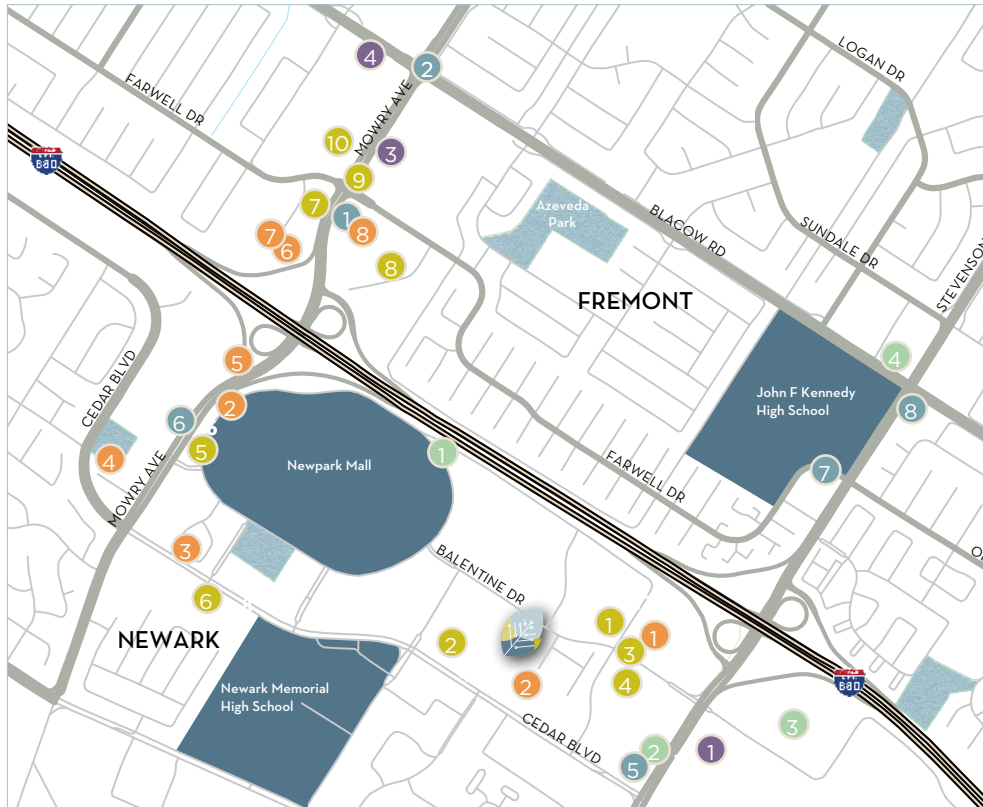 4
2
LOGAN DR
FARWELL DR
MOWRY AVE
10
3
9
7
1
8
7
6
8
Azeveda
Park
BLACOW RD
SUNDALE DR
STEVENSON
FREMONT
880
5
CEDAR BLVD
2
6
5
4
MOWRY AVE
Newpark Mall
1
4
John F Kennedy
High School
8
7
FARWELL DR
3
BALENTINE DR
6
NEWARK
2
1
1
3
2
4
Newark Memorial
High School
CEDAR BLVD
880
3
2
1
5